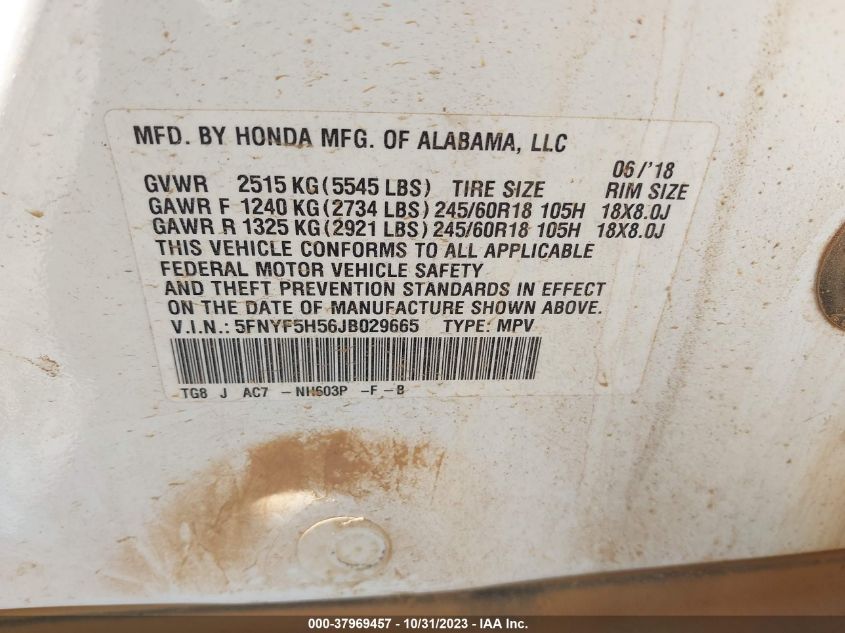 MFD. BY HONDA MFG. OF ALABAMA, LLC
06/'18
GVWR 2515 KG(5545 LBS) TIRE SIZE RIM SIZE
GAWR F 1240 KG(2734 LBS) 245/60R18 105H 18X8.0J
GAWR R 1325 KG(2921 LBS) 245/60R18 105H 18X8.0J
THIS VEHICLE CONFORMS TO ALL APPLICABLE
FEDERAL MOTOR VEHICLE SAFETY
AND THEFT PREVENTION STANDARDS IN EFFECT
ON THE DATE OF MANUFACTURE SHOWN ABOVE.
V.I.N.: 5FNYF5H56JB029665 TYPE: MPV
TG8 J AC7 -NH603P -F -B
000-37969457 - 10/31/2023 - IAA Inc.